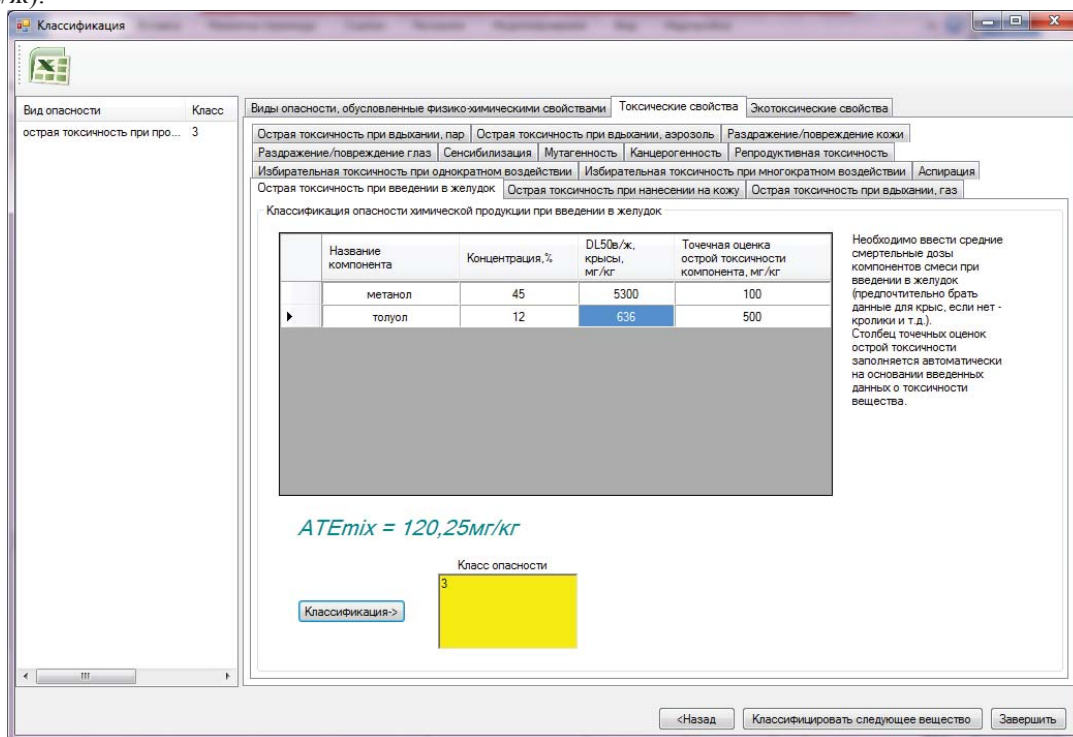 /ж).
Классификация
Вид опасности Класс
острая токсичность при про... 3
Виды опасности, обусловленные физико-химическими свойствами Токсические свойства Экотоксические свойства
Острая токсичность при вдыхании, пар Острая токсичность при вдыхании, аэрозоль Раздражение/повреждение кожи
Раздражение/повреждение глаз Сенсибилизация Мутагенность Канцерогенность Репродуктивная токсичность
Избирательная токсичность при однократном воздействии Избирательная токсичность при многократном воздействии Аспирация
Острая токсичность при введении в желудок Острая токсичность при нанесении на кожу Острая токсичность при вдыхании, газ
Классификация опасности химической продукции при введении в желудок
Название компонента Концентрация,% DL50в/ж, крысы, мг/кг Точечная оценка острой токсичности компонента, мг/кг
метанол 45 5300 100
толуол 12 636 500
Необходимо ввести средние
смертельные дозы
компонентов смеси при
введении в желудок
(предпочтительно брать
данные для крыс, если нет -
кролики и т.д.).
Столбец точечных оценок
острой токсичности
заполняется автоматически
на основании введенных
данных о токсичности
вещества.
ATEmix = 120,25мг/кг
Класс опасности
3
Классификация->
<Назад Классифицировать следующее вещество Завершить